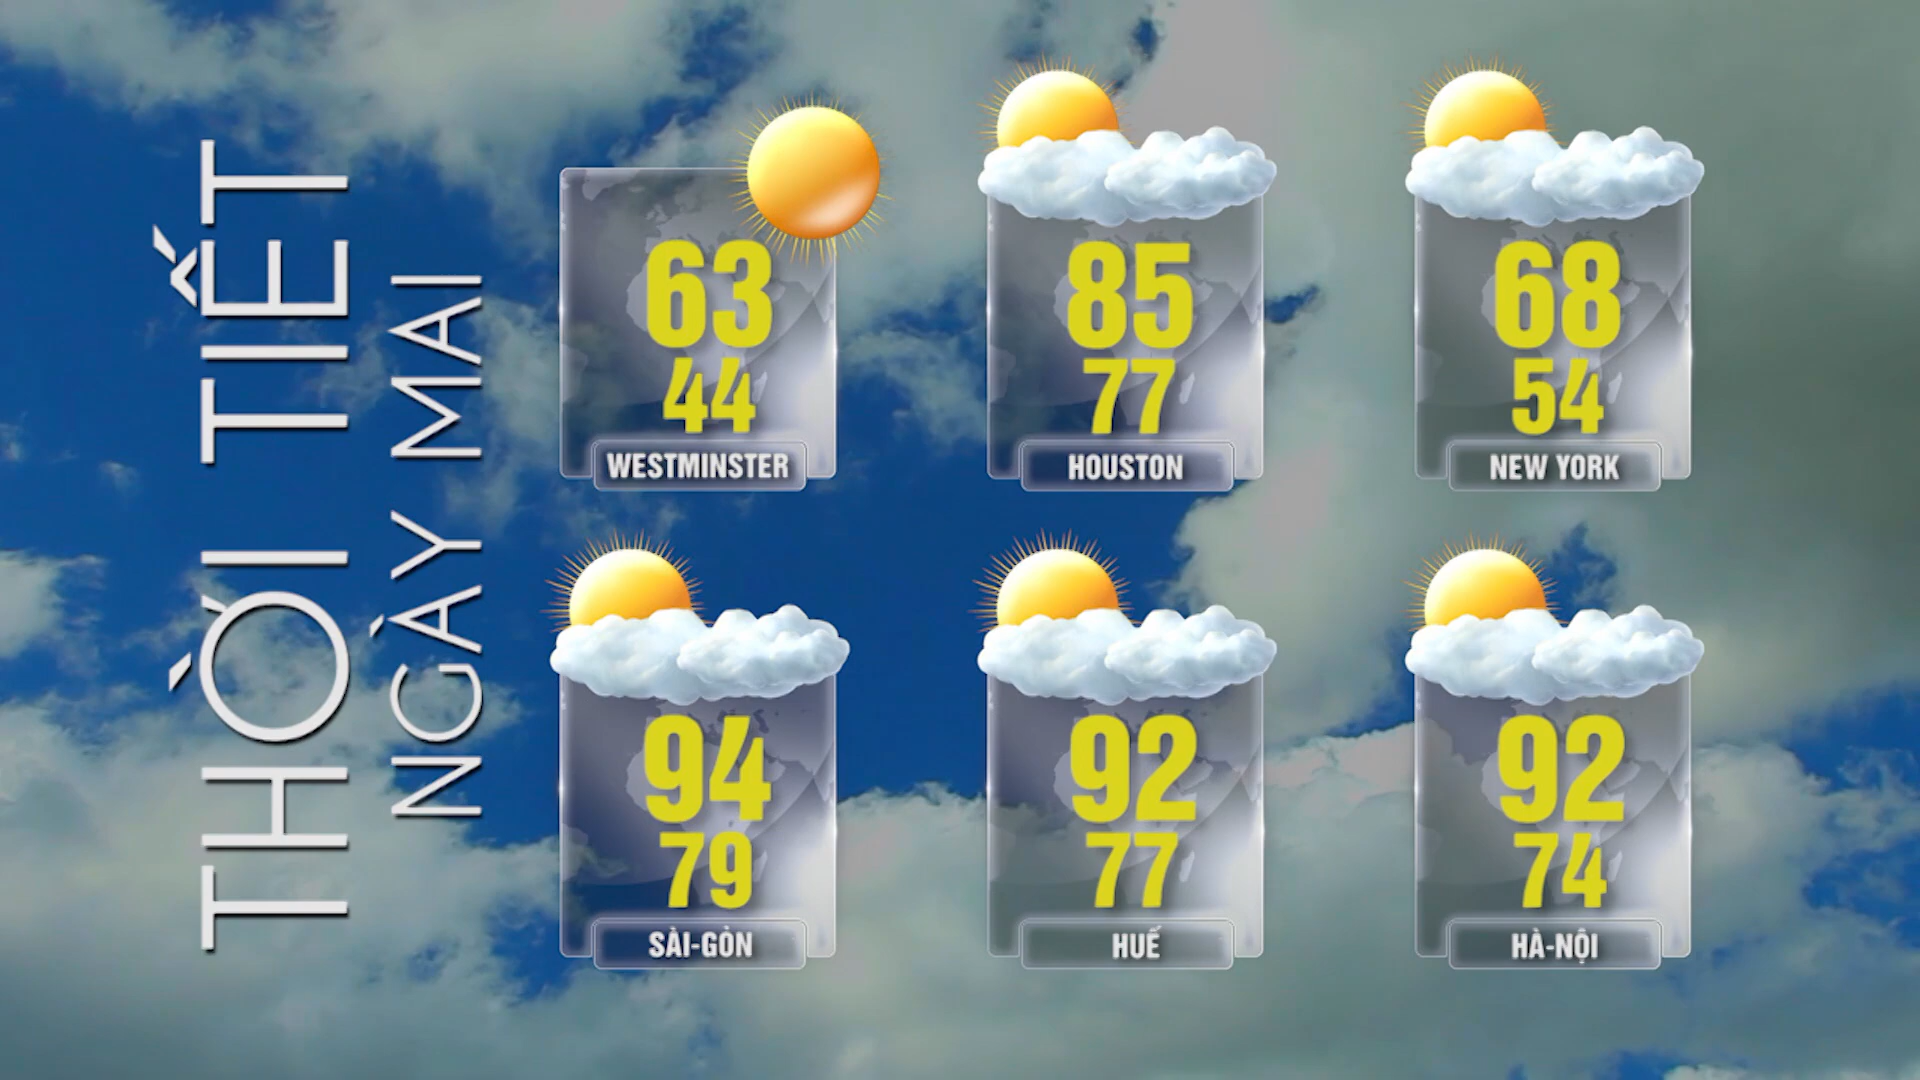 THỜI TIẾT
NGÀY MAI
63
44
WESTMINSTER
85
77
HOUSTON
68
54
NEW YORK
94
79
SÀI-GÒN
92
77
HUẾ
92
74
HÀ-NỘI